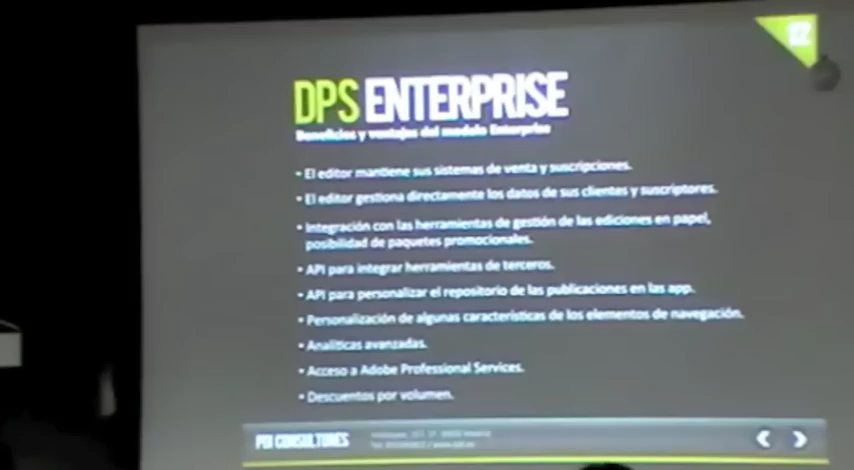 12
DPS ENTERPRISE
Beneficios y ventajas del modelo Enterprise
• El editor mantiene sus sistemas de venta y suscripciones.
• El editor gestiona directamente los datos de sus clientes y suscriptores.
• Integración con las herramientas de gestión de las ediciones en papel,
posibilidad de paquetes promocionales.
• API para integrar herramientas de terceros.
• API para personalizar el repositorio de las publicaciones en las app.
• Personalización de algunas características de los elementos de navegación.
• Analíticas avanzadas.
• Acceso a Adobe Professional Services.
• Descuentos por volumen.
CONSULTORES